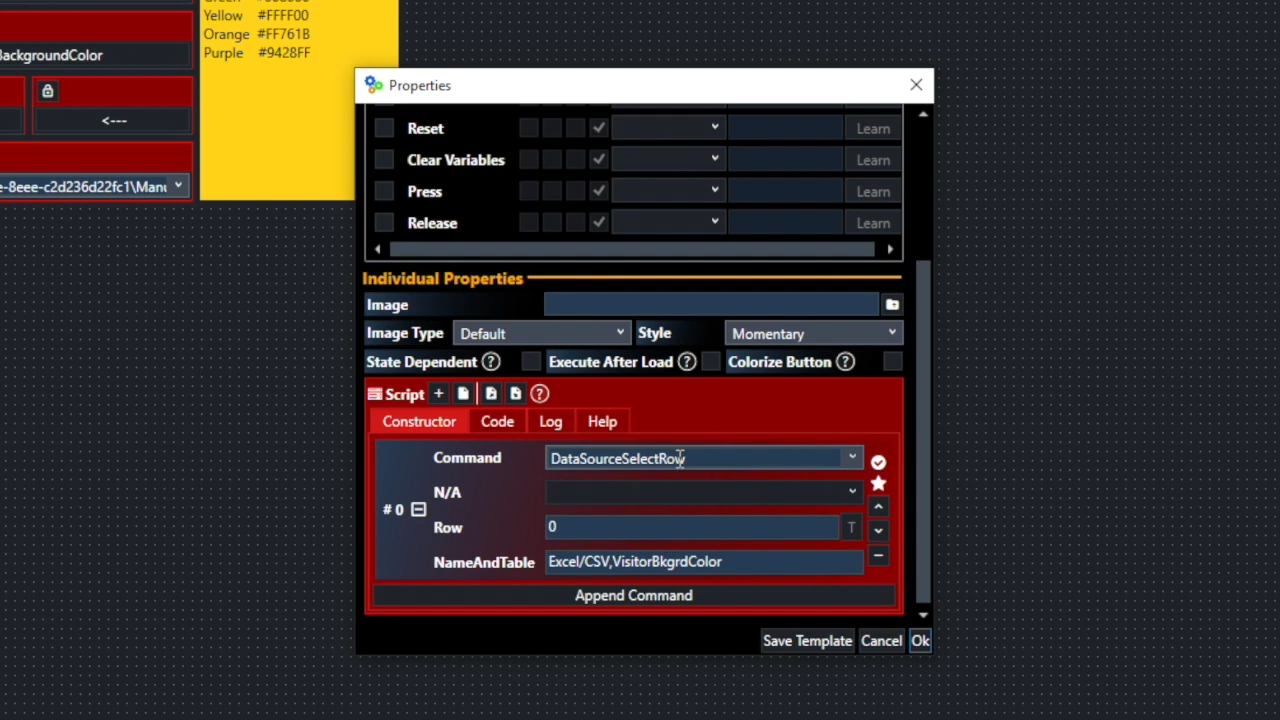 Yellow #FFFF00
Orange #FF761B
Purple #9428FF
BackgroundColor
<---
e-8eee-c2d236d22fc1\Manu
Properties
Reset Learn
Clear Variables Learn
Press Learn
Release Learn
Individual Properties
Image
Image Type Default Style Momentary
State Dependent ? Execute After Load ? Colorize Button ?
Script + ?
Constructor Code Log Help
Command DataSourceSelectRow
# 0
N/A
Row 0 T
NameAndTable Excel/CSV,VisitorBkgrdColor
Append Command
Save Template Cancel Ok